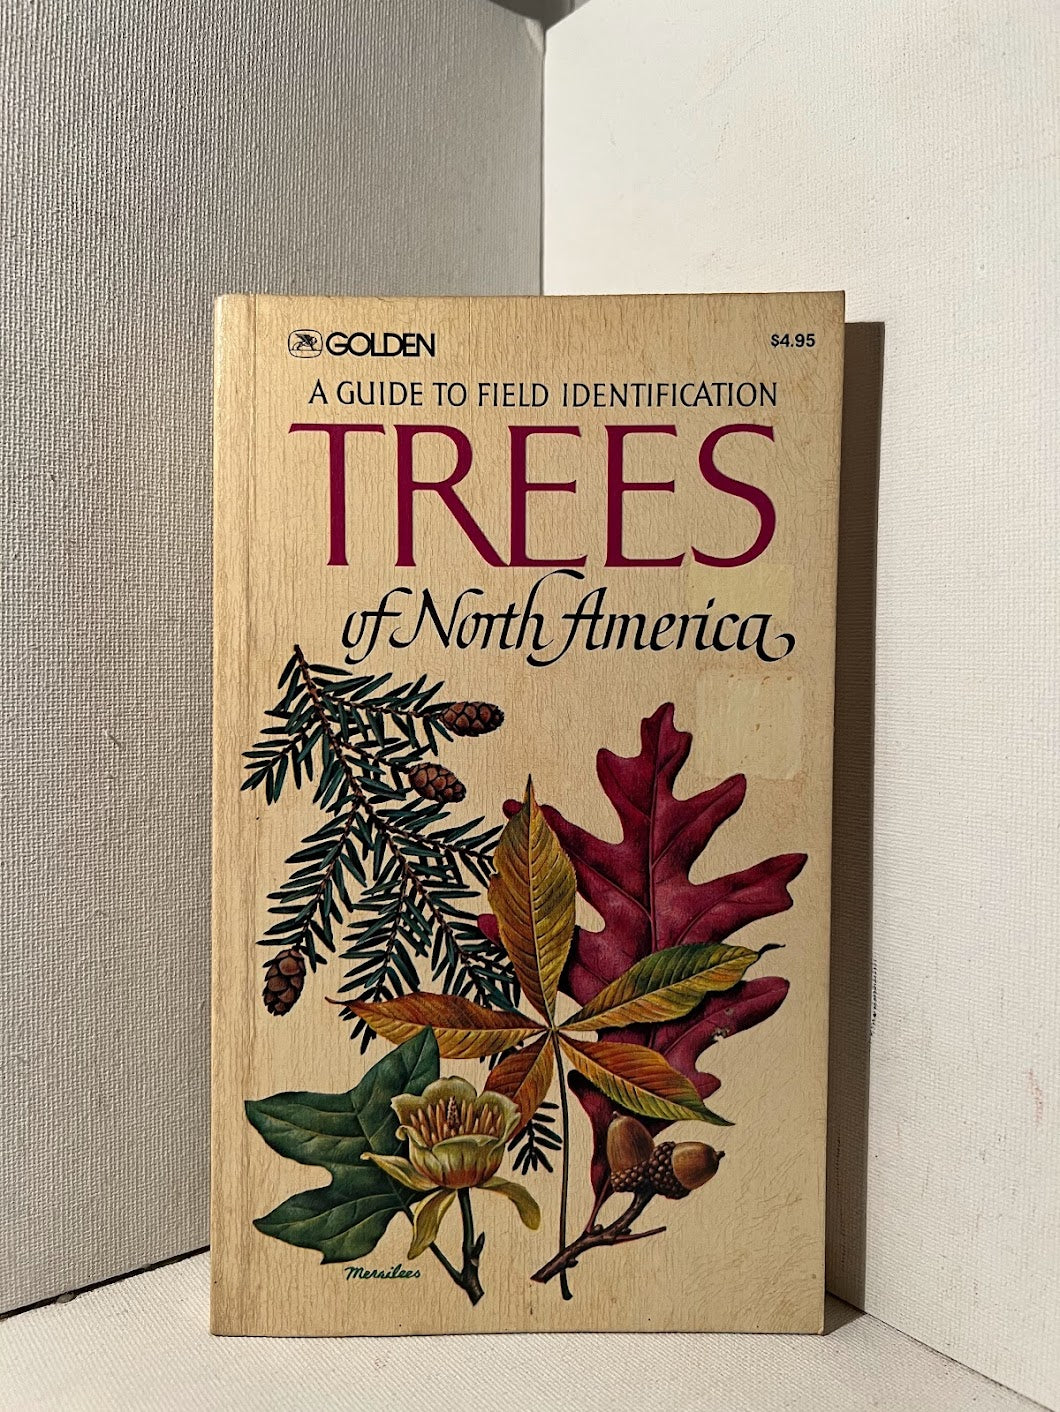 GOLDEN
$4.95
A GUIDE TO FIELD IDENTIFICATION
TREES
of North America
Merrilees